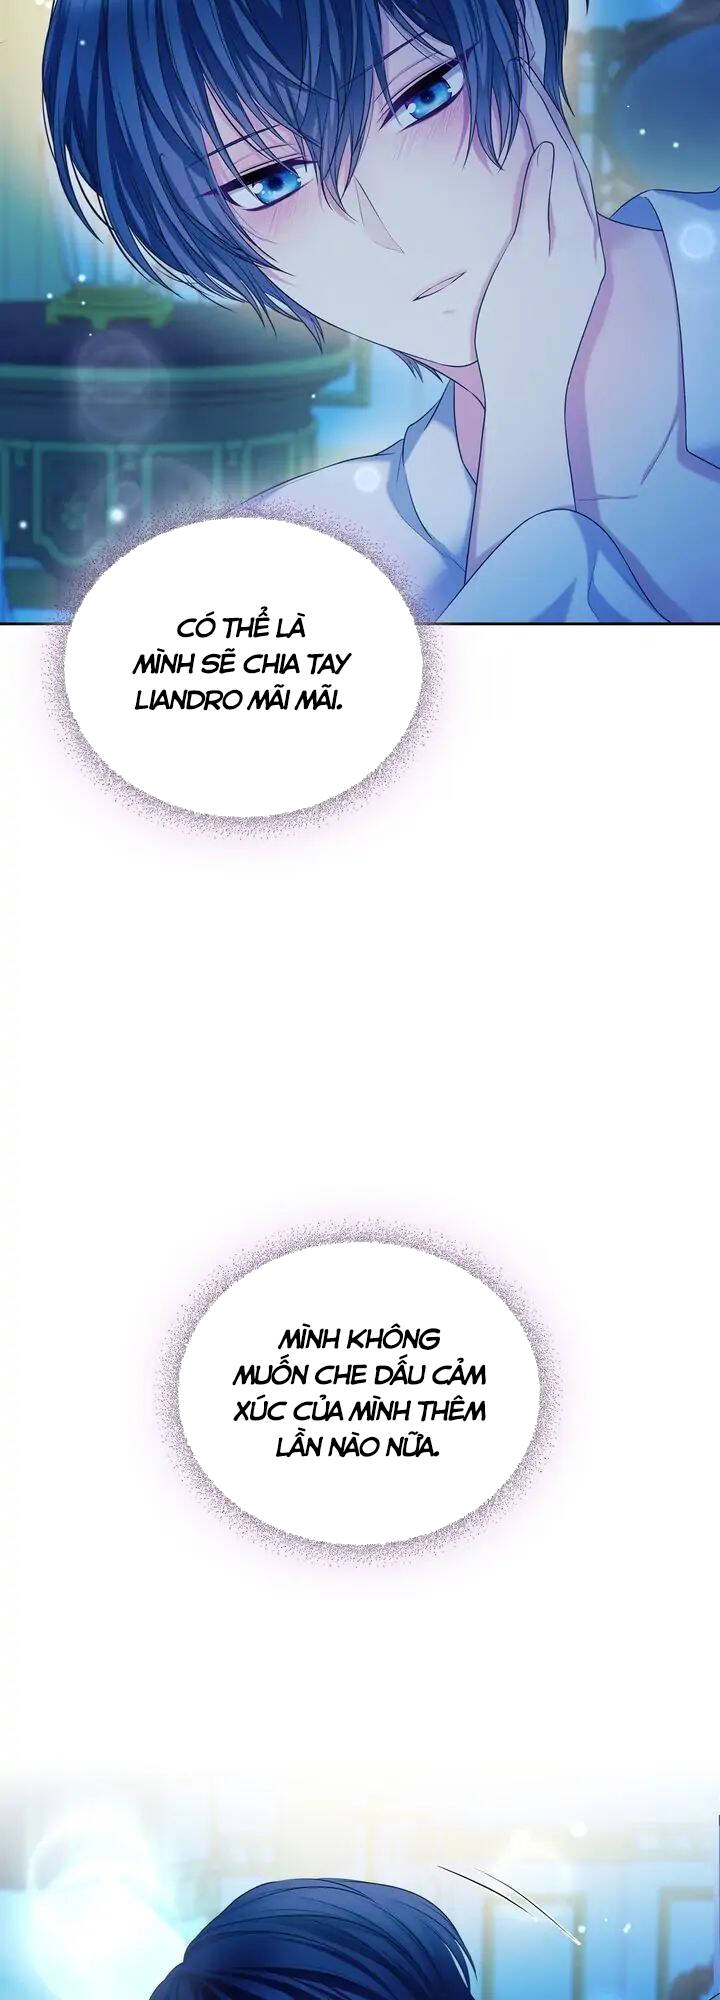 CÓ THỂ LÀ
MÌNH SẼ CHIA TAY
LIANDRO MÃI MÃI.
MÌNH KHÔNG
MUỐN CHE DẤU CẢM
XÚC CỦA MÌNH THÊM
LẦN NÀO NỮA.